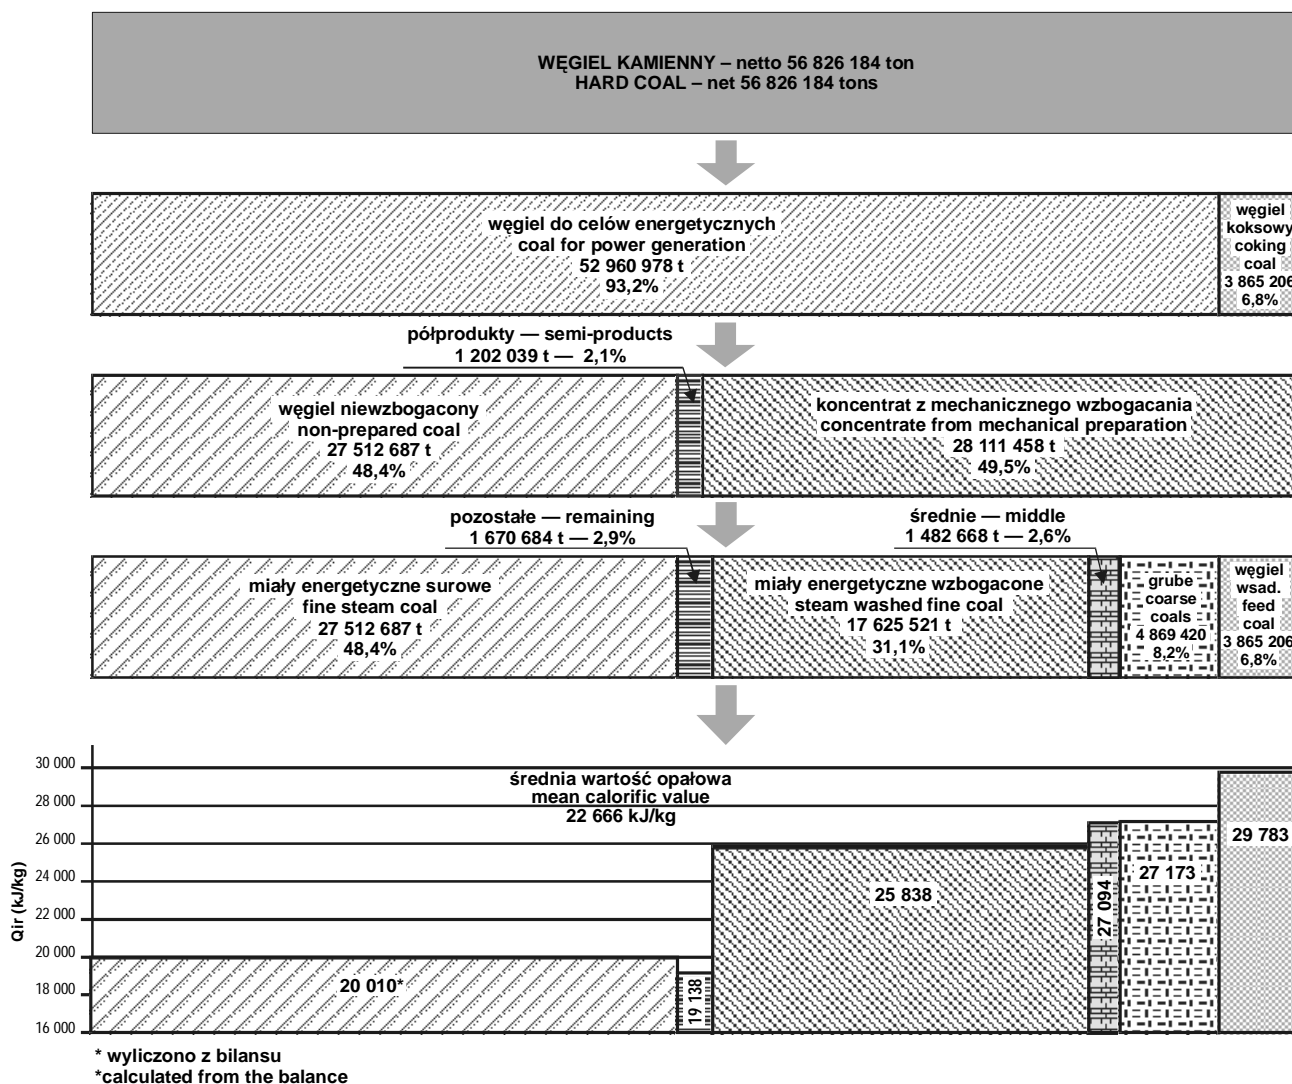 WĘGIEL KAMIENNY – netto 56 826 184 ton
HARD COAL – net 56 826 184 tons
węgiel do celów energetycznych
coal for power generation
52 960 978 t
93,2%
węgiel
koksowy
coking
coal
3 865 206
6,8%
półprodukty — semi-products
1 202 039 t — 2,1%
węgiel niewzbogacony
non-prepared coal
27 512 687 t
48,4%
koncentrat z mechanicznego wzbogacania
concentrate from mechanical preparation
28 111 458 t
49,5%
pozostałe — remaining
1 670 684 t — 2,9%
średnie — middle
1 482 668 t — 2,6%
miały energetyczne surowe
fine steam coal
27 512 687 t
48,4%
miały energetyczne wzbogacone
steam washed fine coal
17 625 521 t
31,1%
grube
coarse
coals
4 869 420
8,2%
węgiel
wsad.
feed
coal
3 865 206
6,8%
średnia wartość opałowa
mean calorific value
22 666 kJ/kg
Qir (kJ/kg)
30 000
28 000
26 000
24 000
22 000
20 000
18 000
16 000
20 010*
19 138
25 838
27 094
27 173
29 783
* wyliczono z bilansu
*calculated from the balance